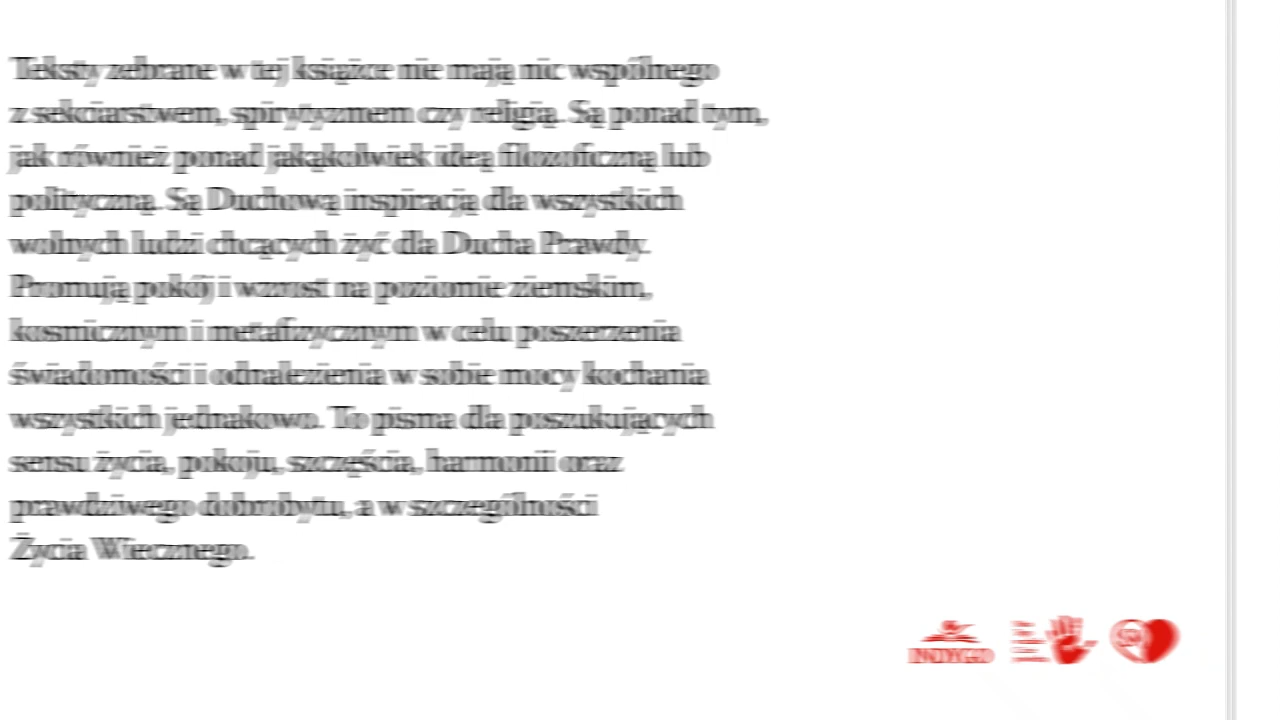 Teksty zebrane w tej książce nie mają nic wspólnego
z sekciarstwem, spirytyzmem czy religią. Są ponad tym,
jak również ponad jakąkolwiek ideą filozoficzną lub
polityczną. Są Duchową inspiracją dla wszystkich
wolnych ludzi chcących żyć dla Ducha Prawdy.
Promują pokój i wzrost na poziomie ziemskim,
kosmicznym i metafizycznym w celu poszerzenia
świadomości i odnalezienia w sobie mocy kochania
wszystkich jednakowo. To pisma dla poszukujących
sensu życia, pokoju, szczęścia, harmonii oraz
prawdziwego dobrobytu, a w szczególności
Życia Wiecznego.